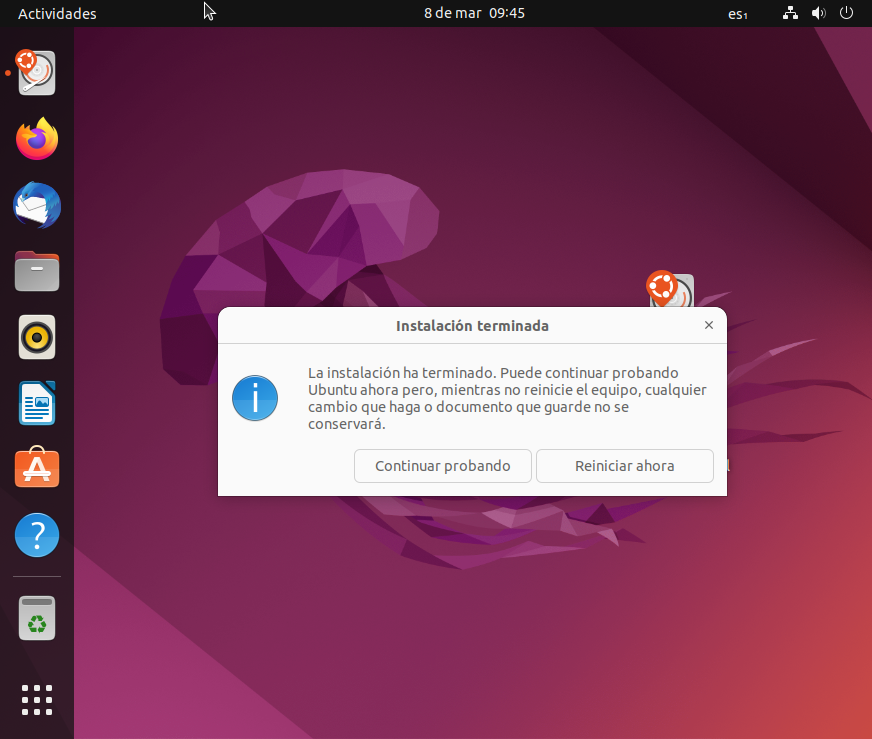 Actividades
8 de mar 09:45
es₁
Instalación terminada
La instalación ha terminado. Puede continuar probando
Ubuntu ahora pero, mientras no reinicie el equipo, cualquier
cambio que haga o documento que guarde no se
conservará.
Continuar probando
Reiniciar ahora